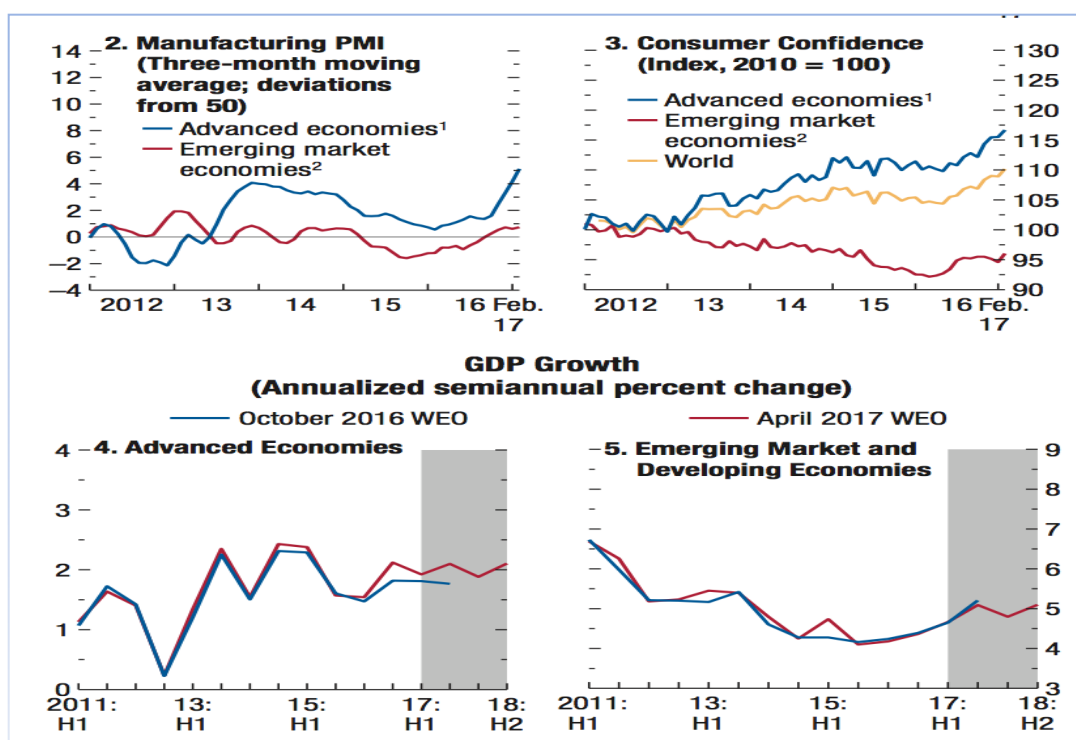 2. Manufacturing PMI
(Three-month moving
average; deviations
from 50)
Advanced economies¹
Emerging market
economies²
14
12
10
8
6
4
2
0
–2
–4
2012 13 14 15 16 Feb.
17
3. Consumer Confidence
(Index, 2010 = 100)
Advanced economies¹
Emerging market
economies²
World
130
125
120
115
110
105
100
95
90
2012 13 14 15 16 Feb.
17
GDP Growth
(Annualized semiannual percent change)
October 2016 WEO April 2017 WEO
4. Advanced Economies
4
3
2
1
0
2011: 13: 15: 17: 18:
H1 H1 H1 H1 H2
5. Emerging Market and
Developing Economies
9
8
7
6
5
4
3
2011: 13: 15: 17: 18:
H1 H1 H1 H1 H2